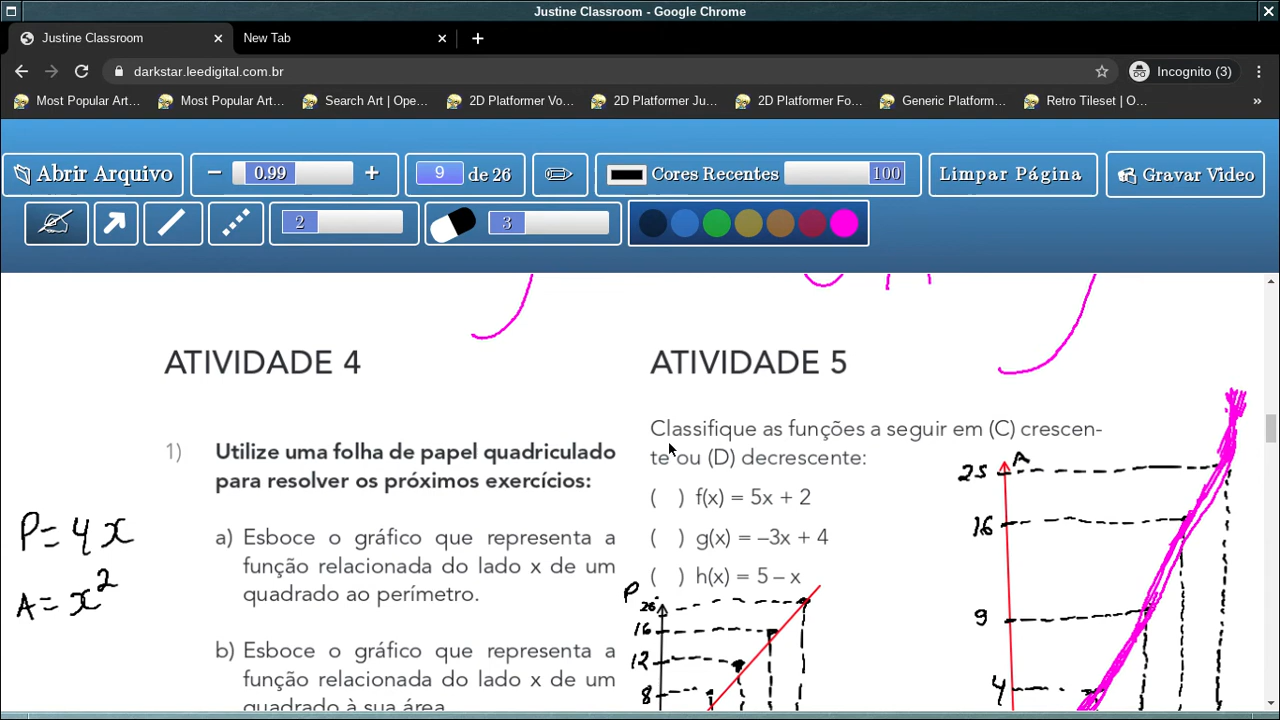 Justine Classroom - Google Chrome
Justine Classroom
New Tab
darkstar.leedigital.com.br
Incognito (3)
Most Popular Art...
Most Popular Art...
Search Art | Ope...
2D Platformer Vo...
2D Platformer Ju...
2D Platformer Fo...
Generic Platform...
Retro Tileset | O...
Abrir Arquivo
0.99
9 de 26
Cores Recentes
100
Limpar Página
Gravar Video
2
3
ATIVIDADE 4
1) Utilize uma folha de papel quadriculado
para resolver os próximos exercícios:
P=4x
A=x²
a) Esboce o gráfico que representa a
função relacionada do lado x de um
quadrado ao perímetro.
b) Esboce o gráfico que representa a
função relacionada do lado x de um
quadrado à sua área.
ATIVIDADE 5
Classifique as funções a seguir em (C) crescen-
te ou (D) decrescente:
( ) f(x) = 5x + 2
( ) g(x) = –3x + 4
( ) h(x) = 5 – x
P
16
12
8
A
25
16
9
4